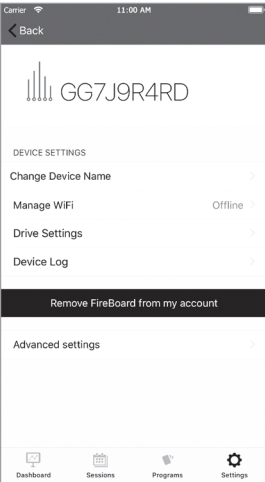 Carrier 11:00 AM
Back
GG7J9R4RD
DEVICE SETTINGS
Change Device Name
Manage WiFi Offline
Drive Settings
Device Log
Remove FireBoard from my account
Advanced settings
Dashboard Sessions Programs Settings